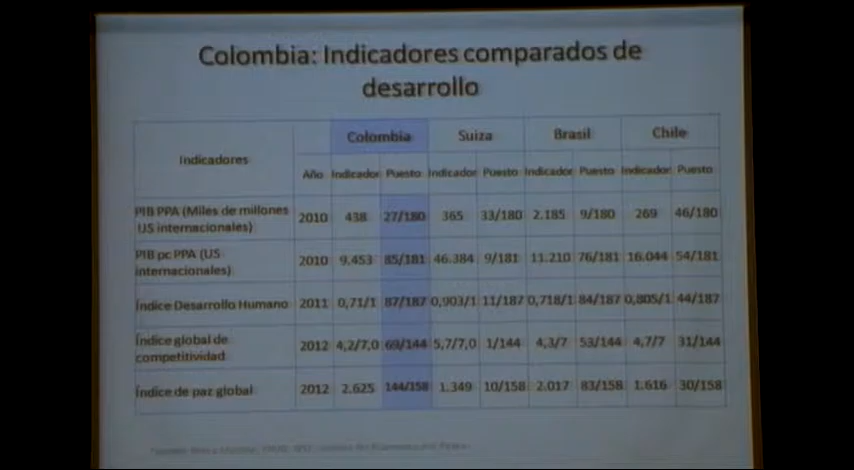 Colombia: Indicadores comparados de
desarrollo
Indicadores Colombia Suiza Brasil Chile
Año Indicador Puesto Indicador Puesto Indicador Puesto Indicador Puesto
PIB PPA (Miles de millones
US internacionales) 2010 438 27/180 365 33/180 2.185 9/180 269 46/180
PIB pc PPA (US
internacionales) 2010 9.453 85/181 46.384 9/181 11.210 76/181 16.044 54/181
Índice Desarrollo Humano 2011 0,71/1 87/187 0,903/1 11/187 0,718/1 84/187 0,805/1 44/187
Índice global de
competitividad 2012 4,2/7,0 69/144 5,7/7,0 1/144 4,3/7 53/144 4,7/7 31/144
Índice de paz global 2012 2.625 144/158 1.349 10/158 2.017 83/158 1.616 30/158